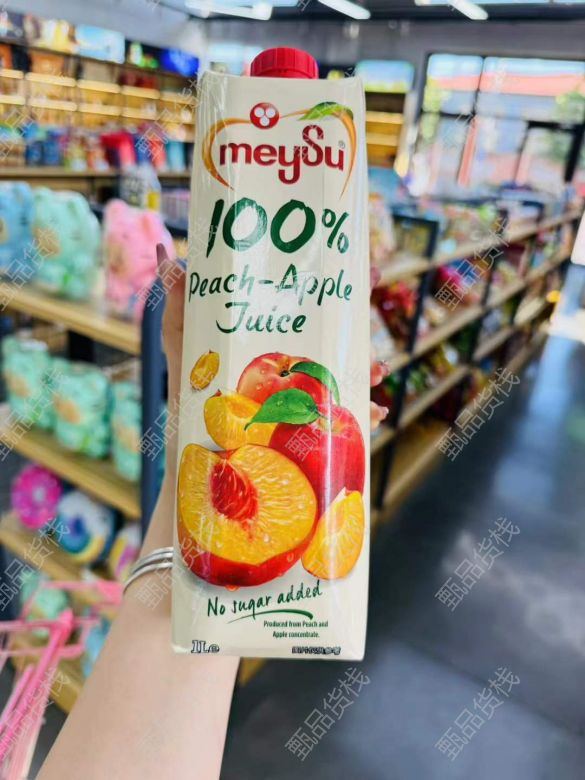 meysu
100%
Peach-Apple
Juice
No sugar added
Produced from Peach and
Apple concentrate.
1Le
甄品货栈